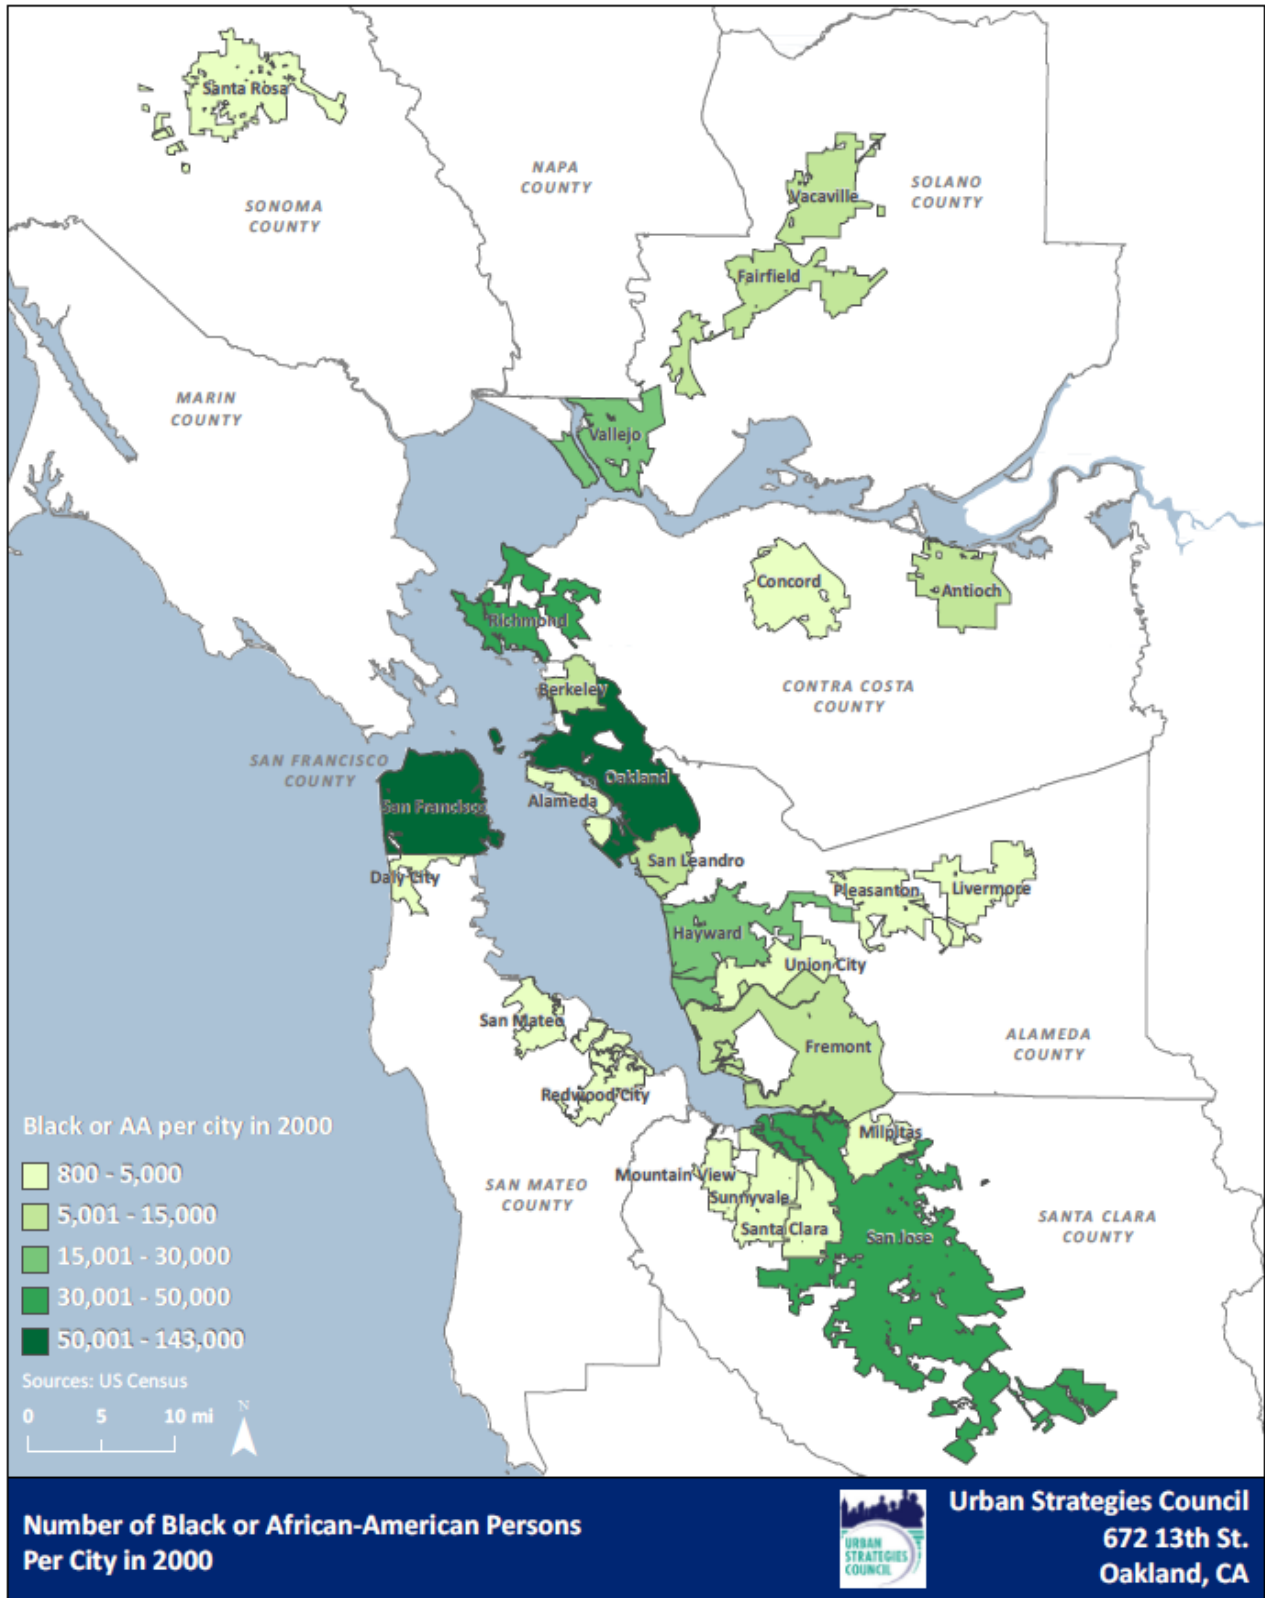 Santa Rosa
NAPA
COUNTY
SONOMA
COUNTY
Vacaville
SOLANO
COUNTY
Fairfield
MARIN
COUNTY
Vallejo
Concord
Antioch
Richmond
Berkeley
CONTRA COSTA
COUNTY
SAN FRANCISCO
COUNTY
Oakland
San Francisco
Alameda
San Leandro
Daly City
Pleasanton
Livermore
Hayward
Union City
San Mateo
Fremont
ALAMEDA
COUNTY
Redwood City
Milpitas
Mountain View
Sunnyvale
SAN MATEO
COUNTY
Santa Clara
San Jose
SANTA CLARA
COUNTY
Black or AA per city in 2000
800 - 5,000
5,001 - 15,000
15,001 - 30,000
30,001 - 50,000
50,001 - 143,000
Sources: US Census
0 5 10 mi
N
Number of Black or African-American Persons
Per City in 2000
URBAN
STRATEGIES
COUNCIL
Urban Strategies Council
672 13th St.
Oakland, CA